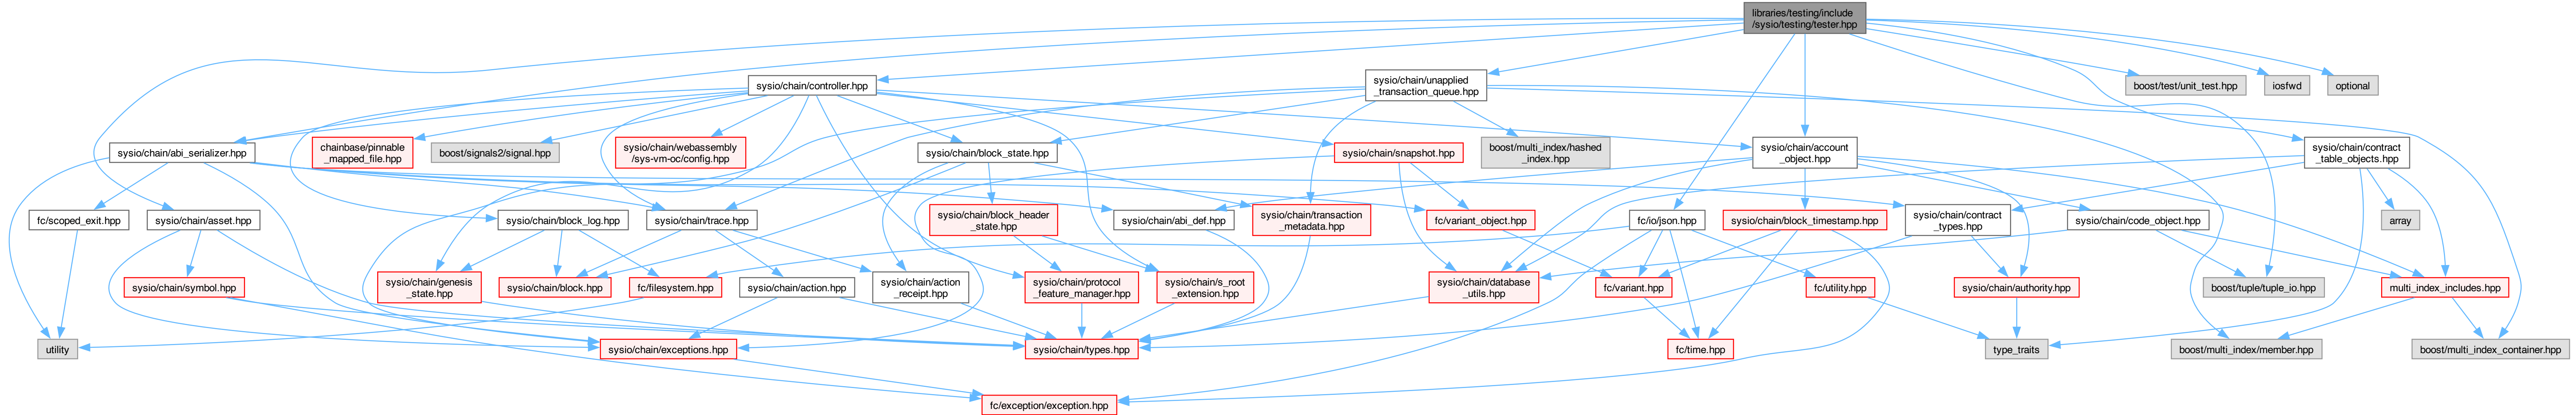 libraries/testing/include
/sysio/testing/tester.hpp
sysio/chain/controller.hpp
sysio/chain/unapplied
_transaction_queue.hpp
boost/test/unit_test.hpp
iosfwd
optional
sysio/chain/abi_serializer.hpp
chainbase/pinnable
_mapped_file.hpp
boost/signals2/signal.hpp
sysio/chain/webassembly
/sys-vm-oc/config.hpp
sysio/chain/block_state.hpp
sysio/chain/snapshot.hpp
boost/multi_index/hashed
_index.hpp
sysio/chain/account
_object.hpp
sysio/chain/contract
_table_objects.hpp
fc/scoped_exit.hpp
sysio/chain/asset.hpp
sysio/chain/block_log.hpp
sysio/chain/trace.hpp
sysio/chain/block_header
_state.hpp
sysio/chain/abi_def.hpp
sysio/chain/transaction
_metadata.hpp
fc/variant_object.hpp
fc/io/json.hpp
sysio/chain/block_timestamp.hpp
sysio/chain/contract
_types.hpp
sysio/chain/code_object.hpp
array
sysio/chain/symbol.hpp
sysio/chain/genesis
_state.hpp
sysio/chain/block.hpp
fc/filesystem.hpp
sysio/chain/action.hpp
sysio/chain/action
_receipt.hpp
sysio/chain/protocol
_feature_manager.hpp
sysio/chain/s_root
_extension.hpp
sysio/chain/database
_utils.hpp
fc/variant.hpp
fc/utility.hpp
sysio/chain/authority.hpp
boost/tuple/tuple_io.hpp
multi_index_includes.hpp
utility
sysio/chain/exceptions.hpp
sysio/chain/types.hpp
fc/time.hpp
type_traits
boost/multi_index/member.hpp
boost/multi_index_container.hpp
fc/exception/exception.hpp